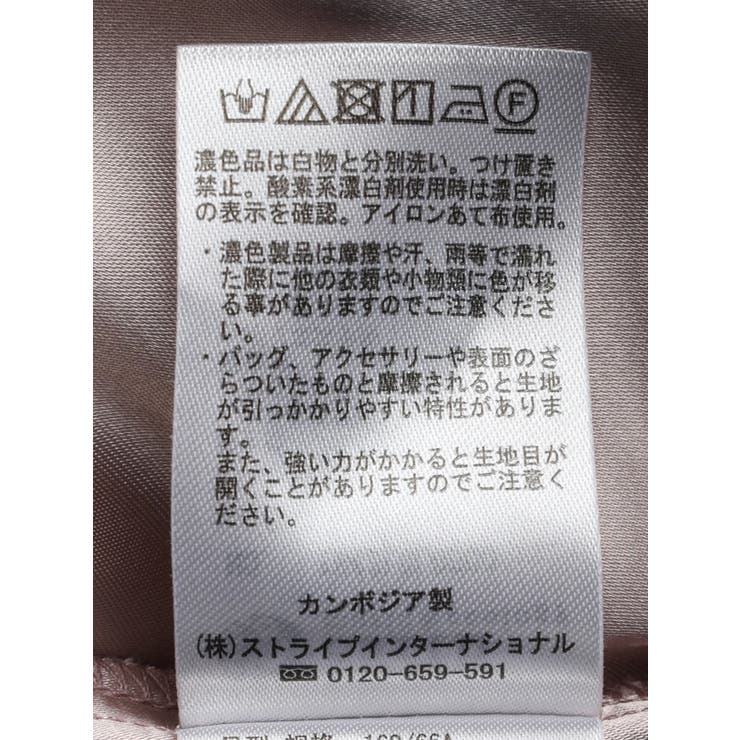 F
濃色品は白物と分別洗い。つけ置き
禁止。酸素系漂白剤使用時は漂白剤
の表示を確認。アイロンあて布使用。
・濃色製品は摩擦や汗、雨等で濡れ
た際に他の衣類や小物類に色が移
る事がありますのでご注意くださ
い。
・バッグ、アクセサリーや表面のざ
らついたものと摩擦されると生地
が引っかかりやすい特性がありま
す。
また、強い力がかかると生地目が
開くことがありますのでご注意く
ださい。
カンボジア製
(株)ストライプインターナショナル
0120-659-591
160/66A